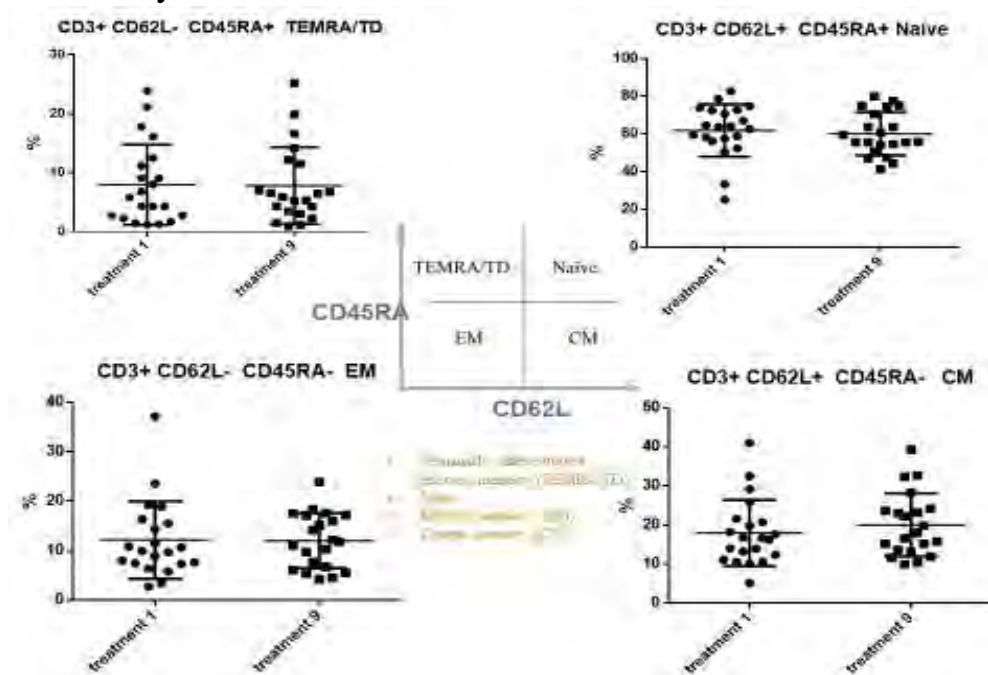 CD3+ CD62L- CD45RA+ TEMRA/TD
30
20
10
0
%
treatment 1
treatment 9
CD3+ CD62L+ CD45RA+ Naive
100
80
60
40
20
0
%
treatment 1
treatment 9
TEMRA/TD
Naive
CD45RA
EM
CM
CD62L
CD3+ CD62L- CD45RA- EM
40
30
20
10
0
%
treatment 1
treatment 9
CD3+ CD62L+ CD45RA- CM
50
40
30
20
10
0
%
treatment 1
treatment 9